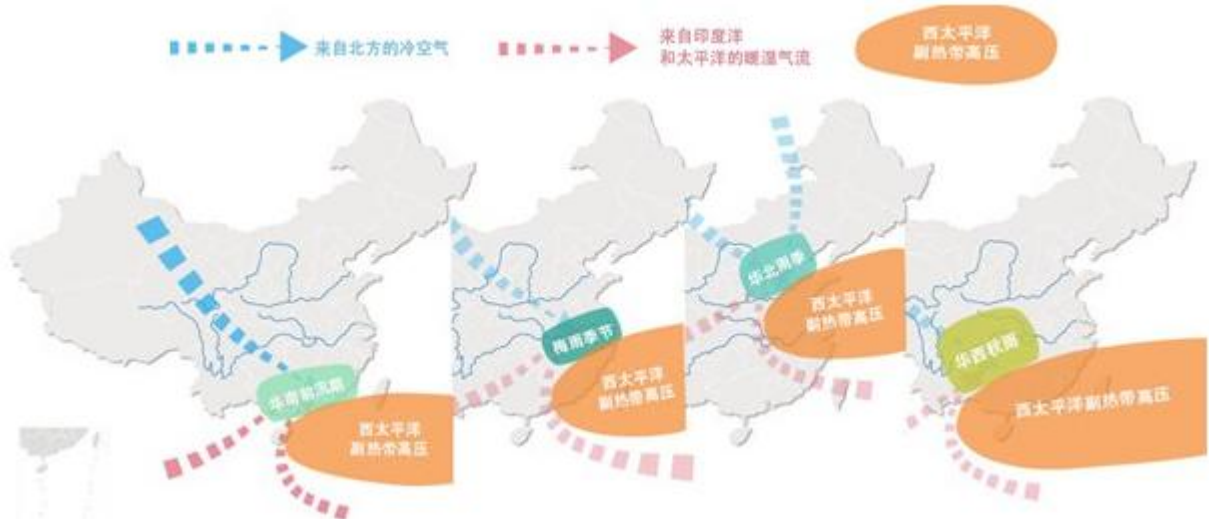 来自北方的冷空气
来自印度洋
和太平洋的暖湿气流
西太平洋
副热带高压
华南前汛期
西太平洋
副热带高压
梅雨季节
西太平洋
副热带高压
华北雨季
西太平洋
副热带高压
华西秋雨
西太平洋副热带高压